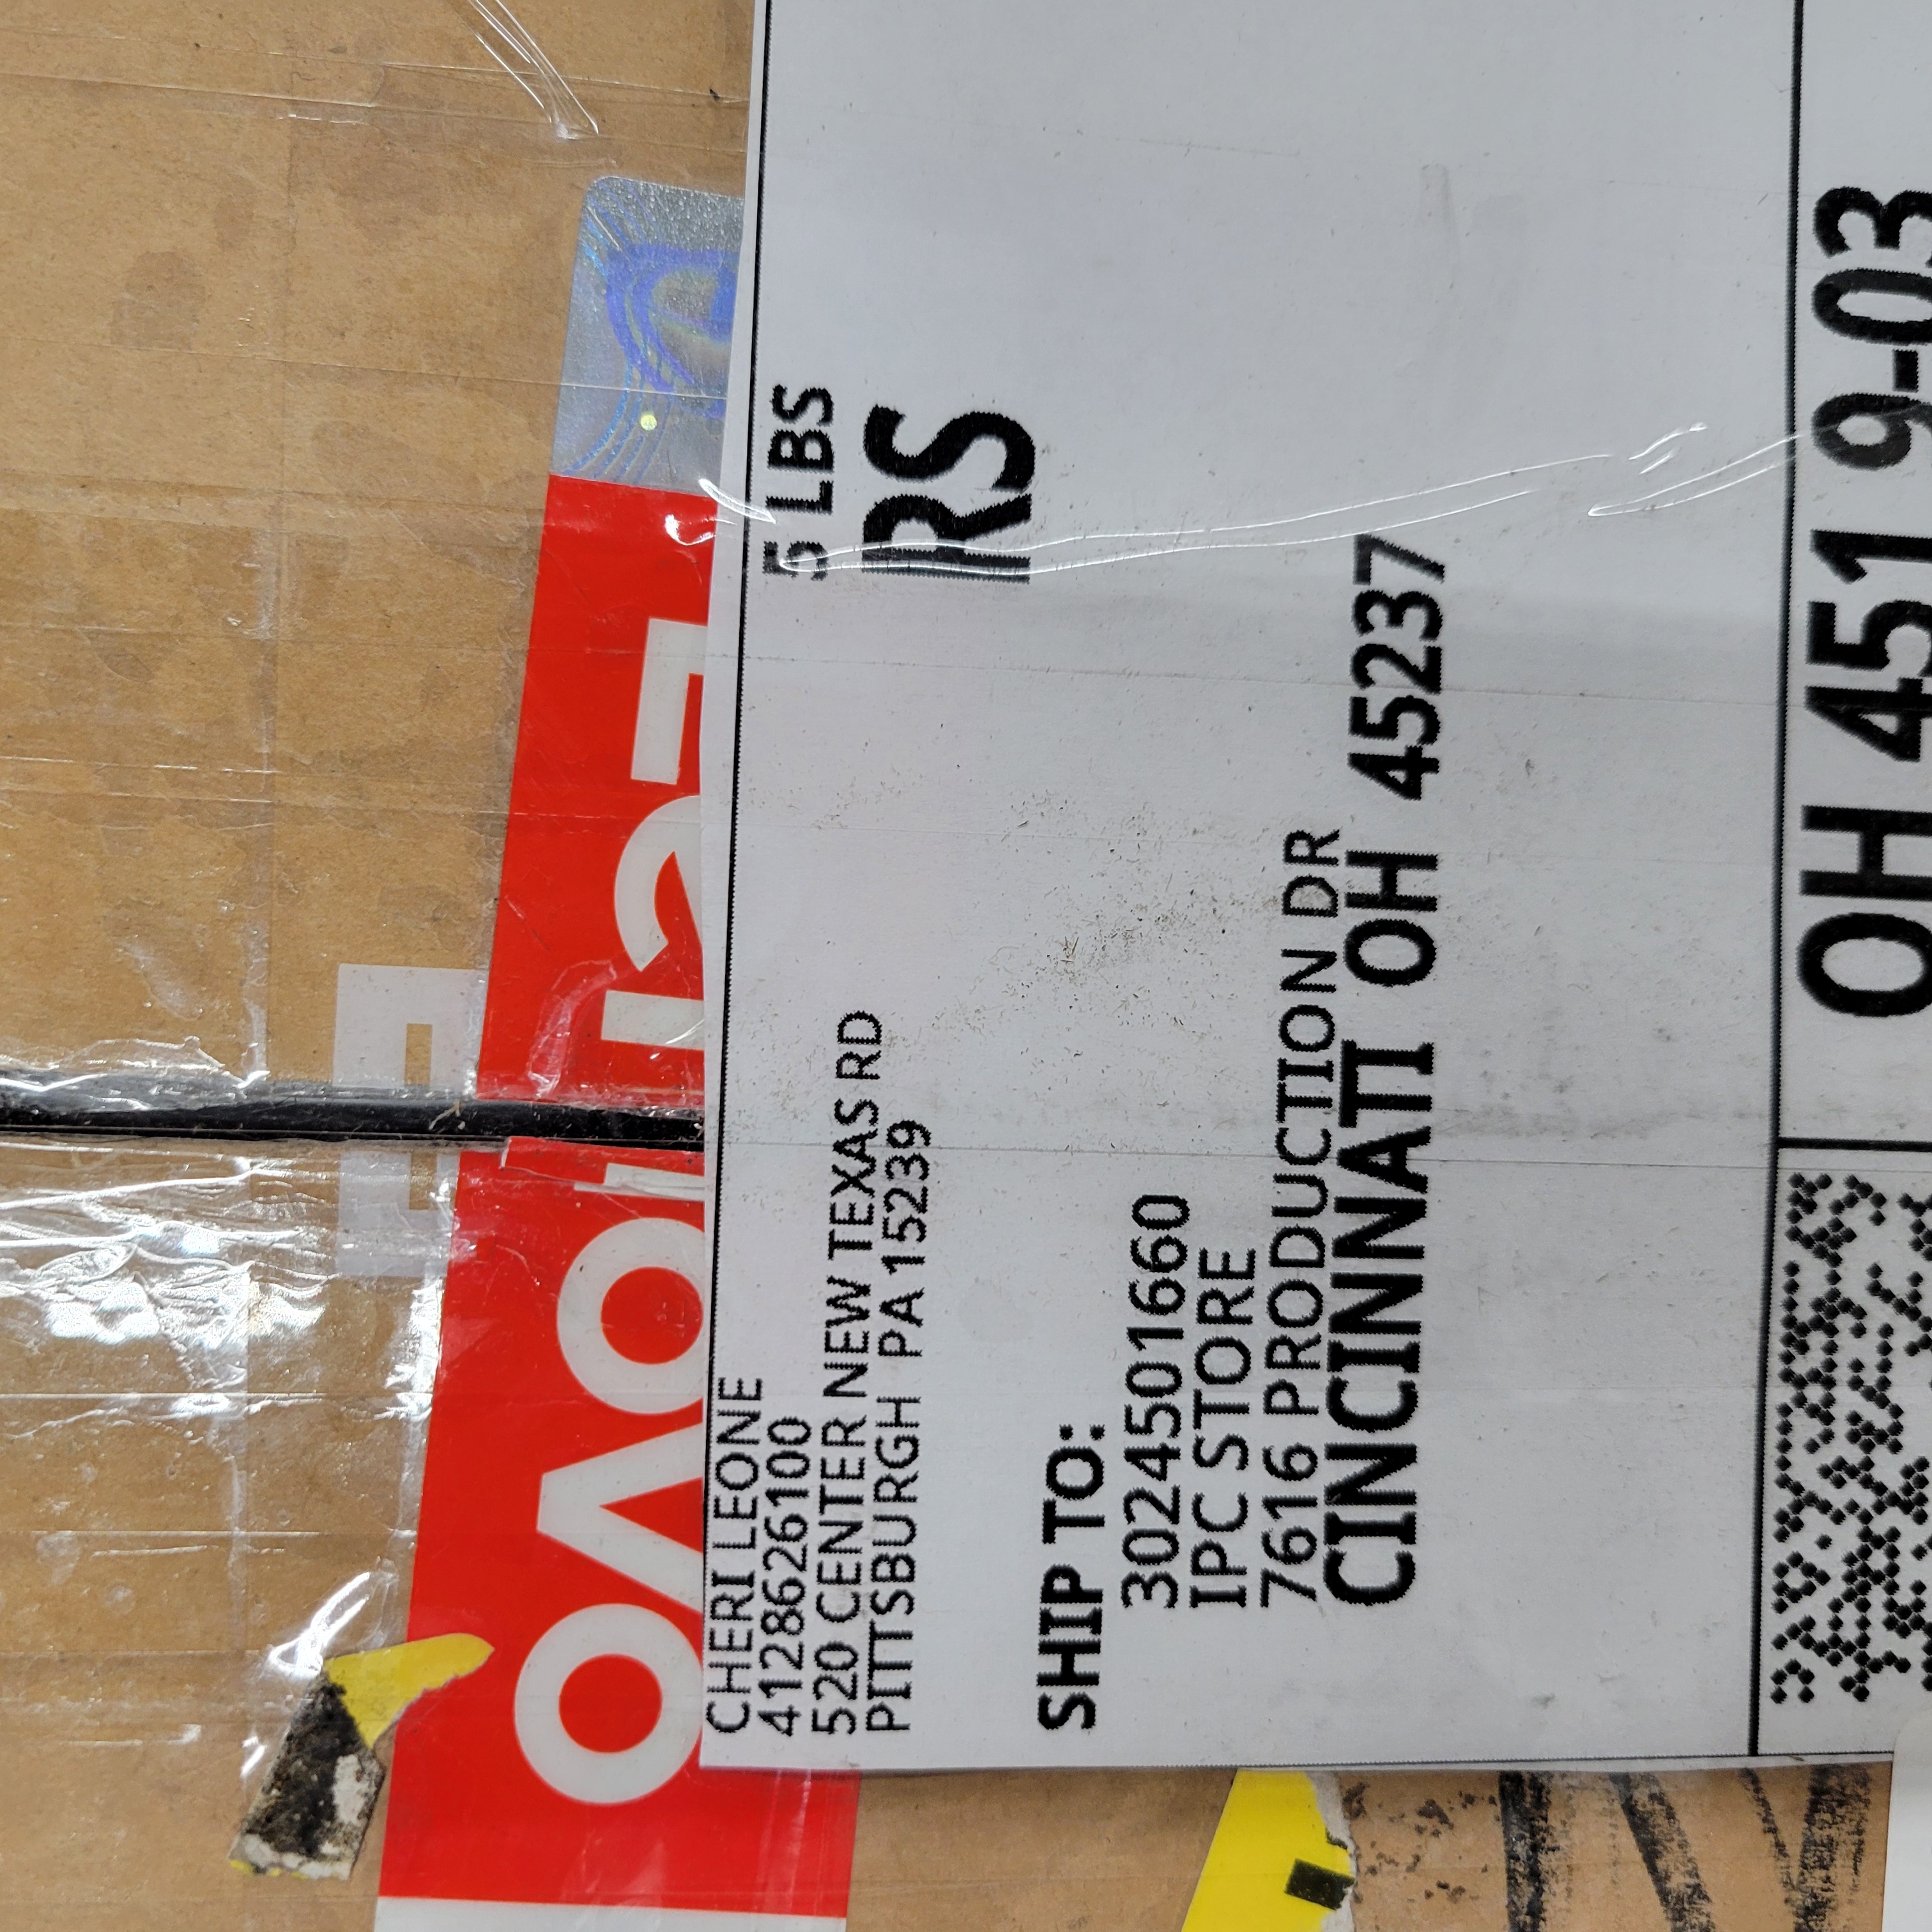 CHERI LEONE
4128626100
520 CENTER NEW TEXAS RD
PITTSBURGH PA 15239
5 LBS
RS
SHIP TO:
3024501660
IPC STORE
7616 PRODUCTION DR
CINCINNATI OH 45237
OH 451 9-03
Lenovo